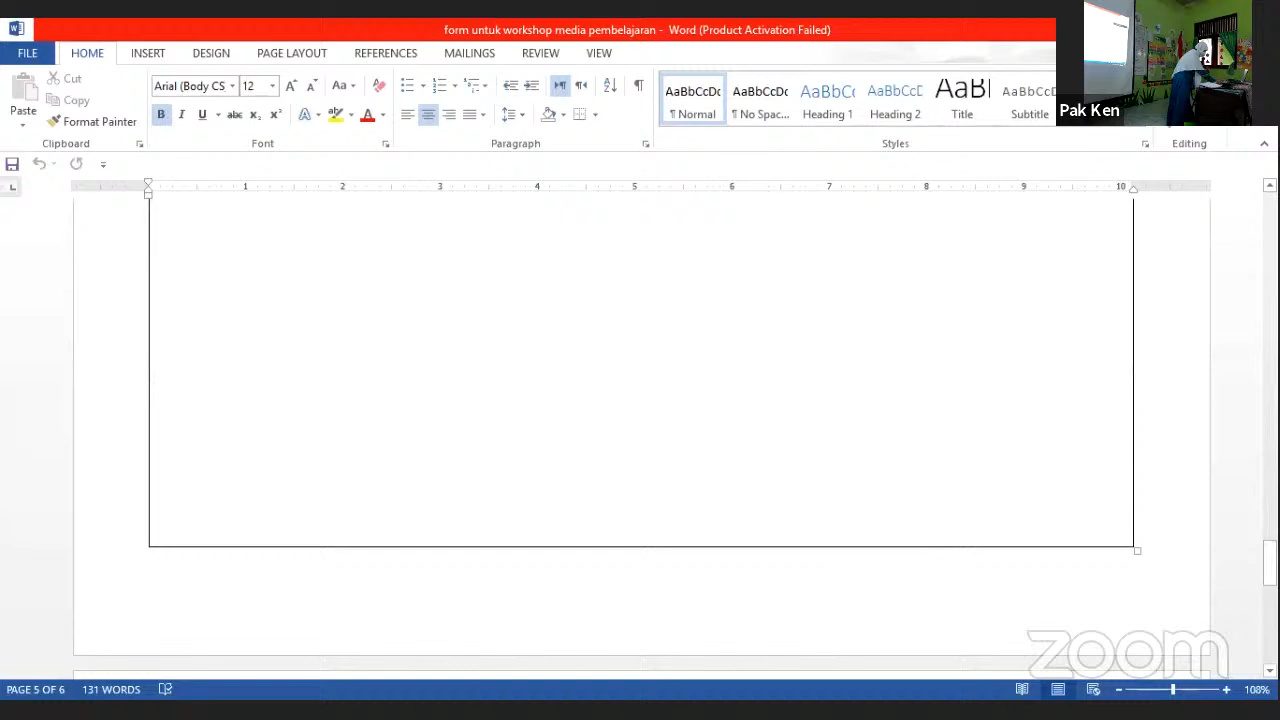 form untuk workshop media pembelajaran - Word (Product Activation Failed)
FILE HOME INSERT DESIGN PAGE LAYOUT REFERENCES MAILINGS REVIEW VIEW
Pak Ken
Paste
Cut
Copy
Format Painter
Arial (Body CS 12
AaBbCcDc AaBbCcDc AaBbC( AaBbCcD AaB AaBbCcD
¶ Normal ¶ No Spac... Heading 1 Heading 2 Title Subtitle
Clipboard Font Paragraph Styles Editing
1 2 3 4 5 6 7 8 9 10
zoom
PAGE 5 OF 6 131 WORDS 108%